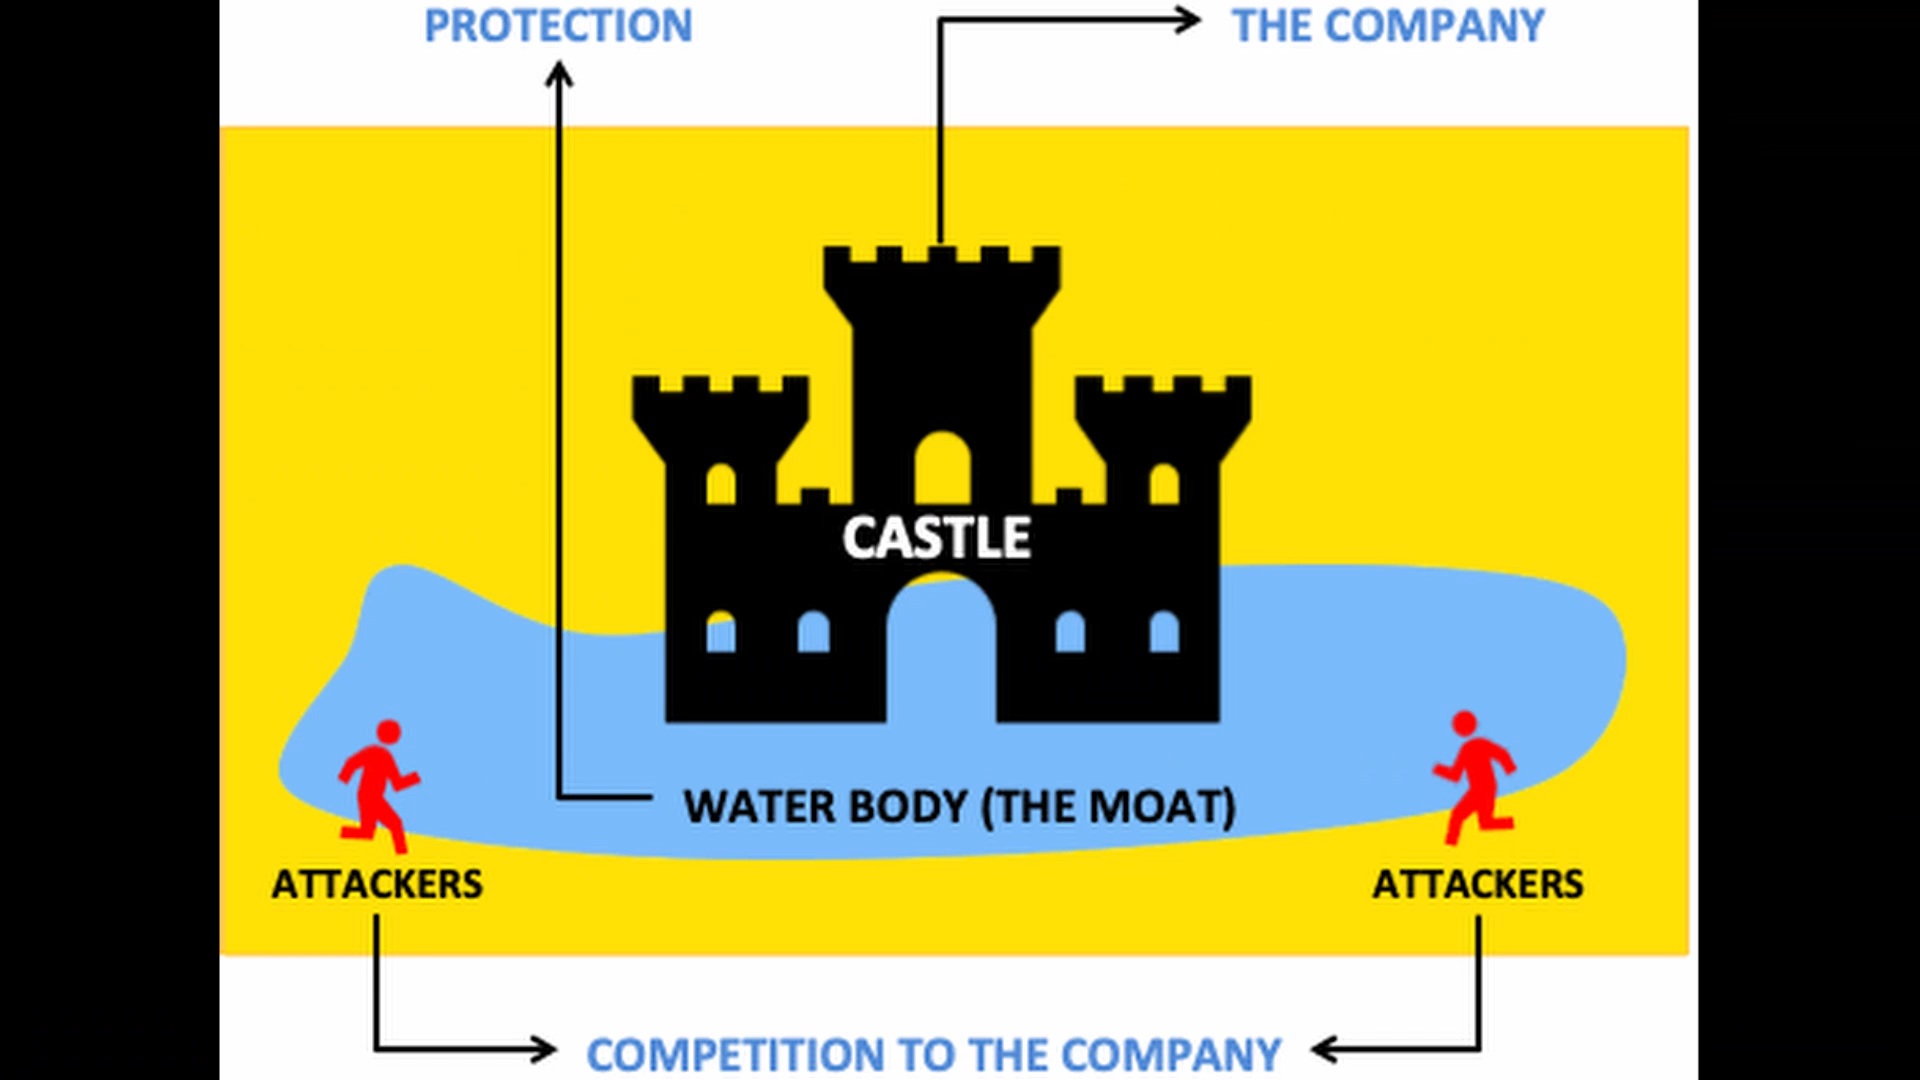 PROTECTION
THE COMPANY
CASTLE
WATER BODY (THE MOAT)
ATTACKERS
ATTACKERS
COMPETITION TO THE COMPANY